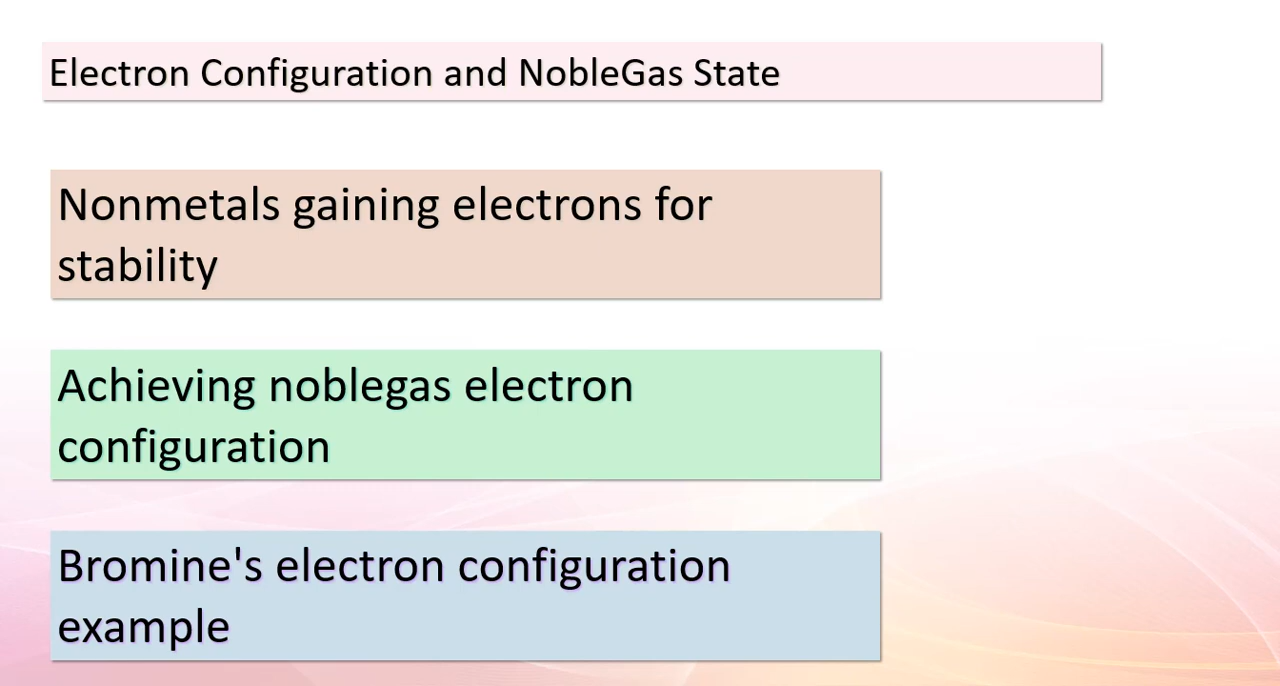 Electron Configuration and NobleGas State
Nonmetals gaining electrons for
stability
Achieving noblegas electron
configuration
Bromine's electron configuration
example